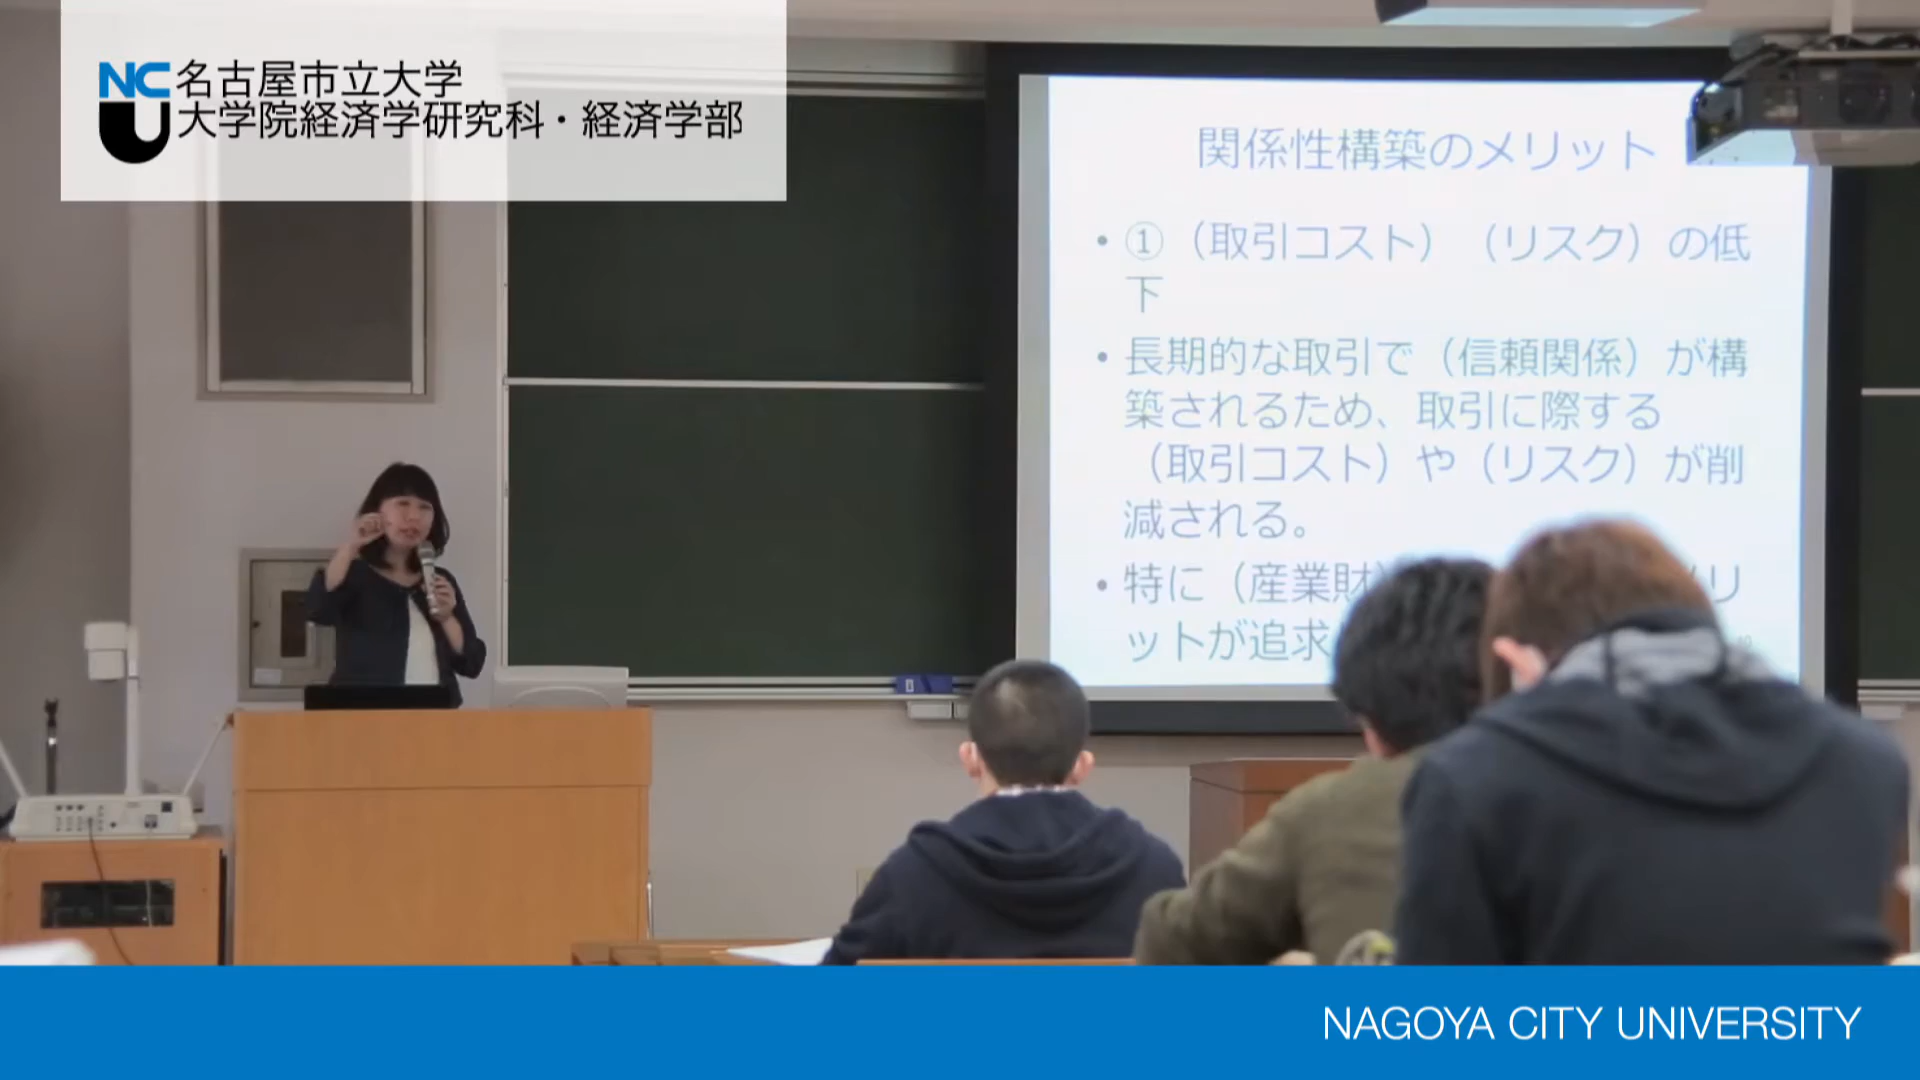 NCU
名古屋市立大学
大学院経済学研究科・経済学部
関係性構築のメリット
• ①（取引コスト）（リスク）の低
下
• 長期的な取引で（信頼関係）が構
築されるため、取引に際する
（取引コスト）や（リスク）が削
減される。
• 特に（産業財
ットが追求
NAGOYA CITY UNIVERSITY